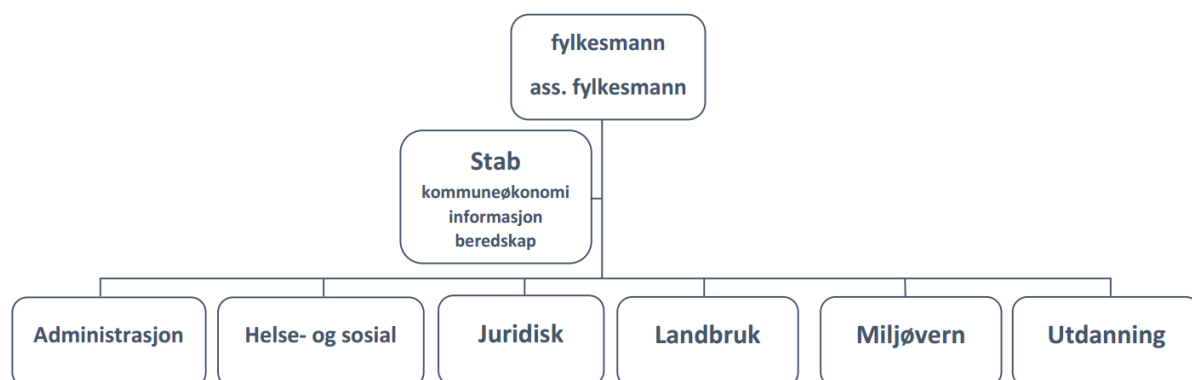 fylkesmann
ass. fylkesmann
Stab
kommuneøkonomi
informasjon
beredskap
Administrasjon
Helse- og sosial
Juridisk
Landbruk
Miljøvern
Utdanning